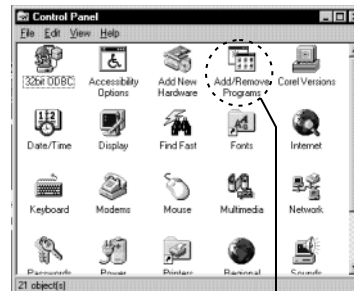 Control Panel
File Edit View Help
32bit ODBC
Accessibility
Options
Add New
Hardware
Add/Remove
Programs
Corel Versions
Date/Time
Display
Find Fast
Fonts
Internet
Keyboard
Modems
Mouse
Multimedia
Network
Passwords
Power
Printers
Regional
Sounds
21 object(s)